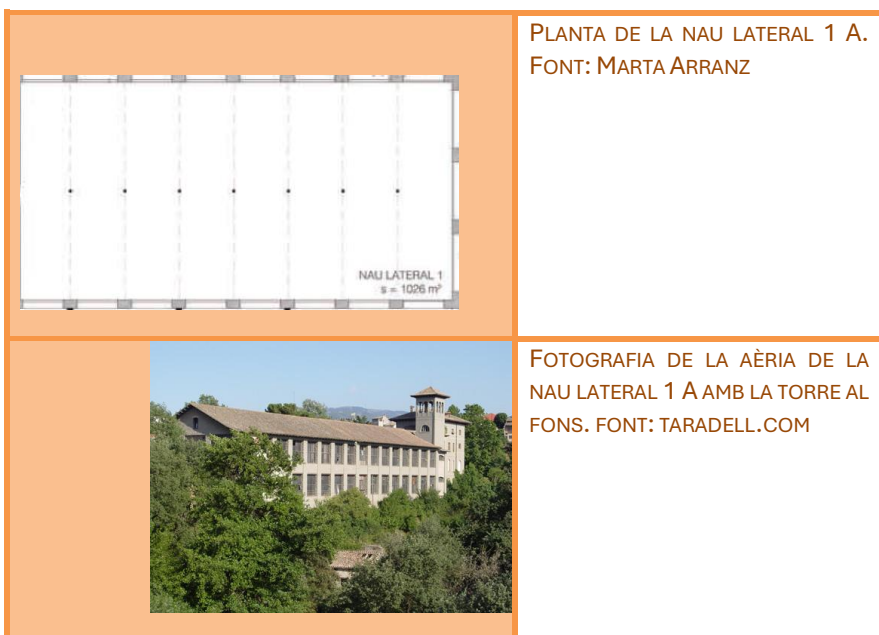 PLANTA DE LA NAU LATERAL 1 A.
FONT: MARTA ARRANZ
NAU LATERAL 1
s = 1026 m²
FOTOGRAFIA DE LA AÈRIA DE LA
NAU LATERAL 1 A AMB LA TORRE AL
FONS. FONT: TARADELL.COM